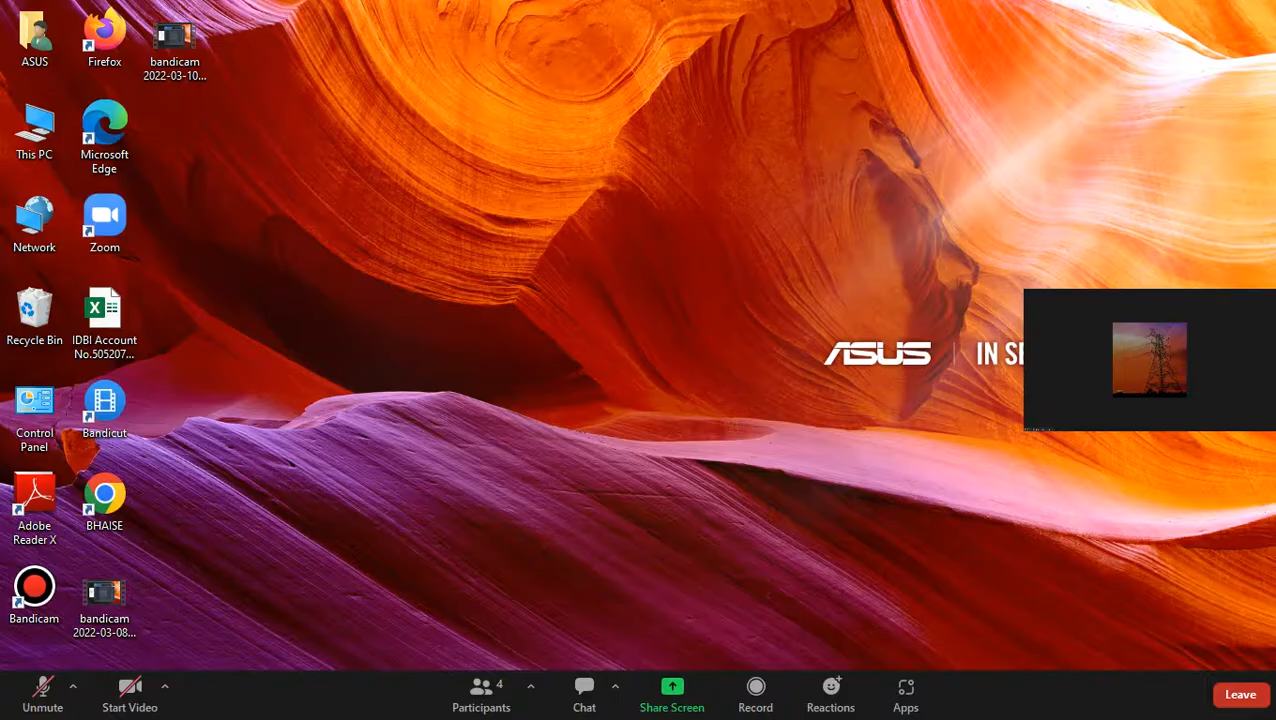 ASUS
Firefox
bandicam
2022-03-10...
This PC
Microsoft
Edge
Network
Zoom
Recycle Bin
IDBI Account
No.505207...
Control
Panel
Bandicut
Adobe
Reader X
BHAISE
Bandicam
bandicam
2022-03-08...
ASUS
IN SE
Unmute
Start Video
4
Participants
Chat
Share Screen
Record
Reactions
Apps
Leave